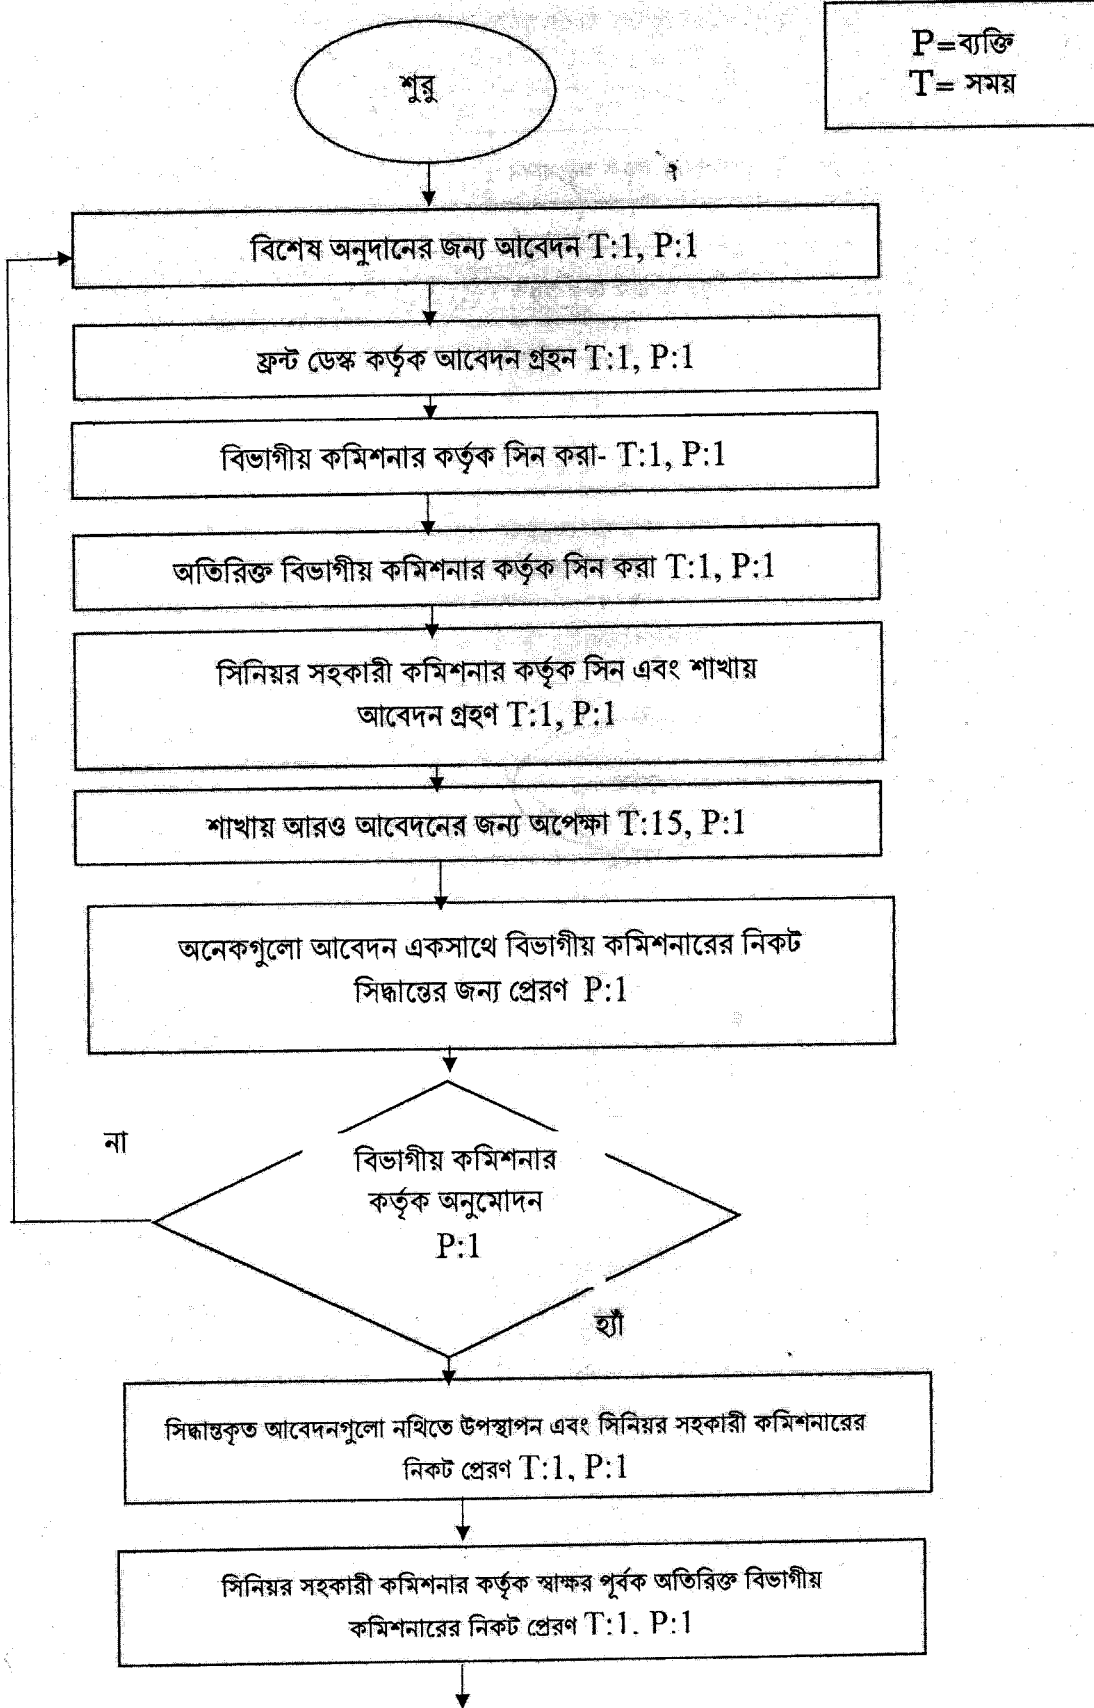 P=ব্যক্তি
T= সময়
শুরু
বিশেষ অনুদানের জন্য আবেদন T:1, P:1
ফ্রন্ট ডেস্ক কর্তৃক আবেদন গ্রহন T:1, P:1
বিভাগীয় কমিশনার কর্তৃক সিন করা- T:1, P:1
অতিরিক্ত বিভাগীয় কমিশনার কর্তৃক সিন করা T:1, P:1
সিনিয়র সহকারী কমিশনার কর্তৃক সিন এবং শাখায়
আবেদন গ্রহণ T:1, P:1
শাখায় আরও আবেদনের জন্য অপেক্ষা T:15, P:1
অনেকগুলো আবেদন একসাথে বিভাগীয় কমিশনারের নিকট
সিদ্ধান্তের জন্য প্রেরণ P:1
না
বিভাগীয় কমিশনার
কর্তৃক অনুমোদন
P:1
হ্যাঁ
সিদ্ধান্তকৃত আবেদনগুলো নথিতে উপস্থাপন এবং সিনিয়র সহকারী কমিশনারের
নিকট প্রেরণ T:1, P:1
সিনিয়র সহকারী কমিশনার কর্তৃক স্বাক্ষর পূর্বক অতিরিক্ত বিভাগীয়
কমিশনারের নিকট প্রেরণ T:1. P:1